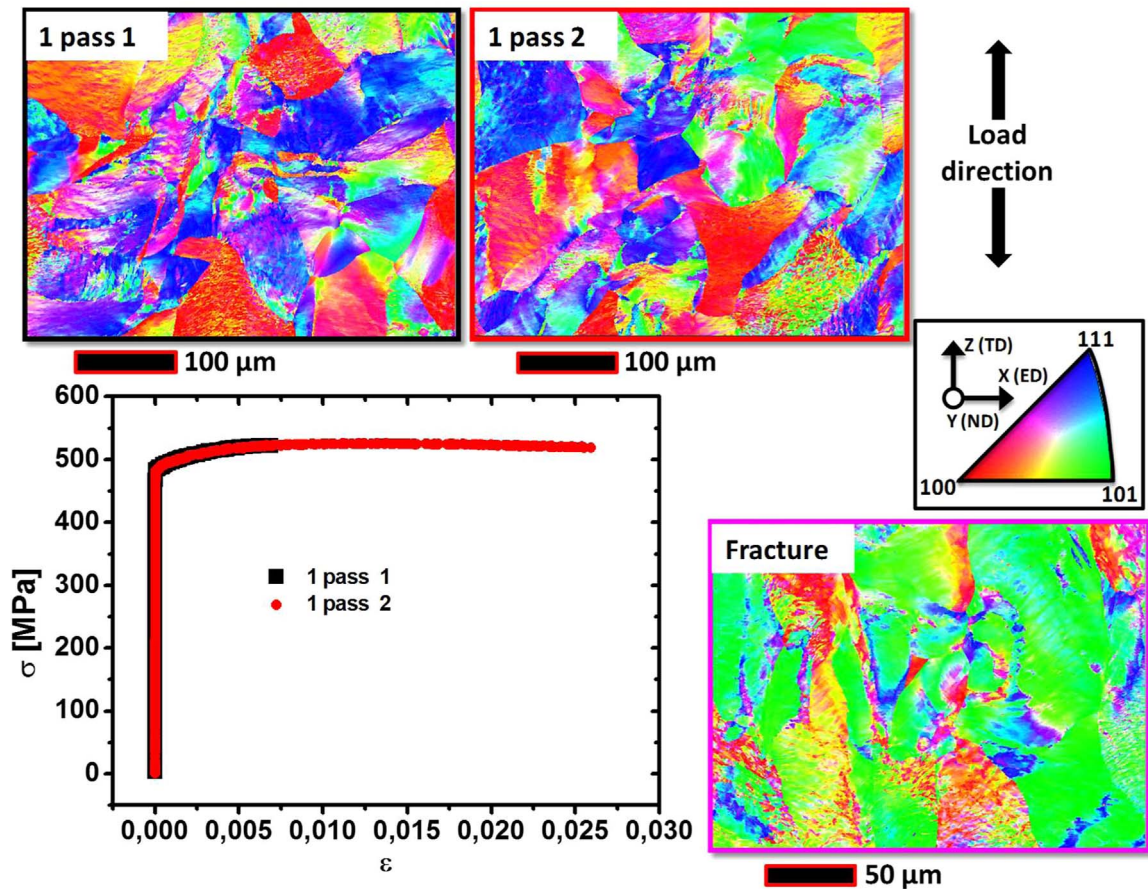 1 pass 1
1 pass 2
Load
direction
100 µm
100 µm
Z (TD)
X (ED)
Y (ND)
111
100
101
600
500
400
300
200
100
0
σ [MPa]
1 pass 1
1 pass 2
0,000 0,005 0,010 0,015 0,020 0,025 0,030
ε
Fracture
50 µm